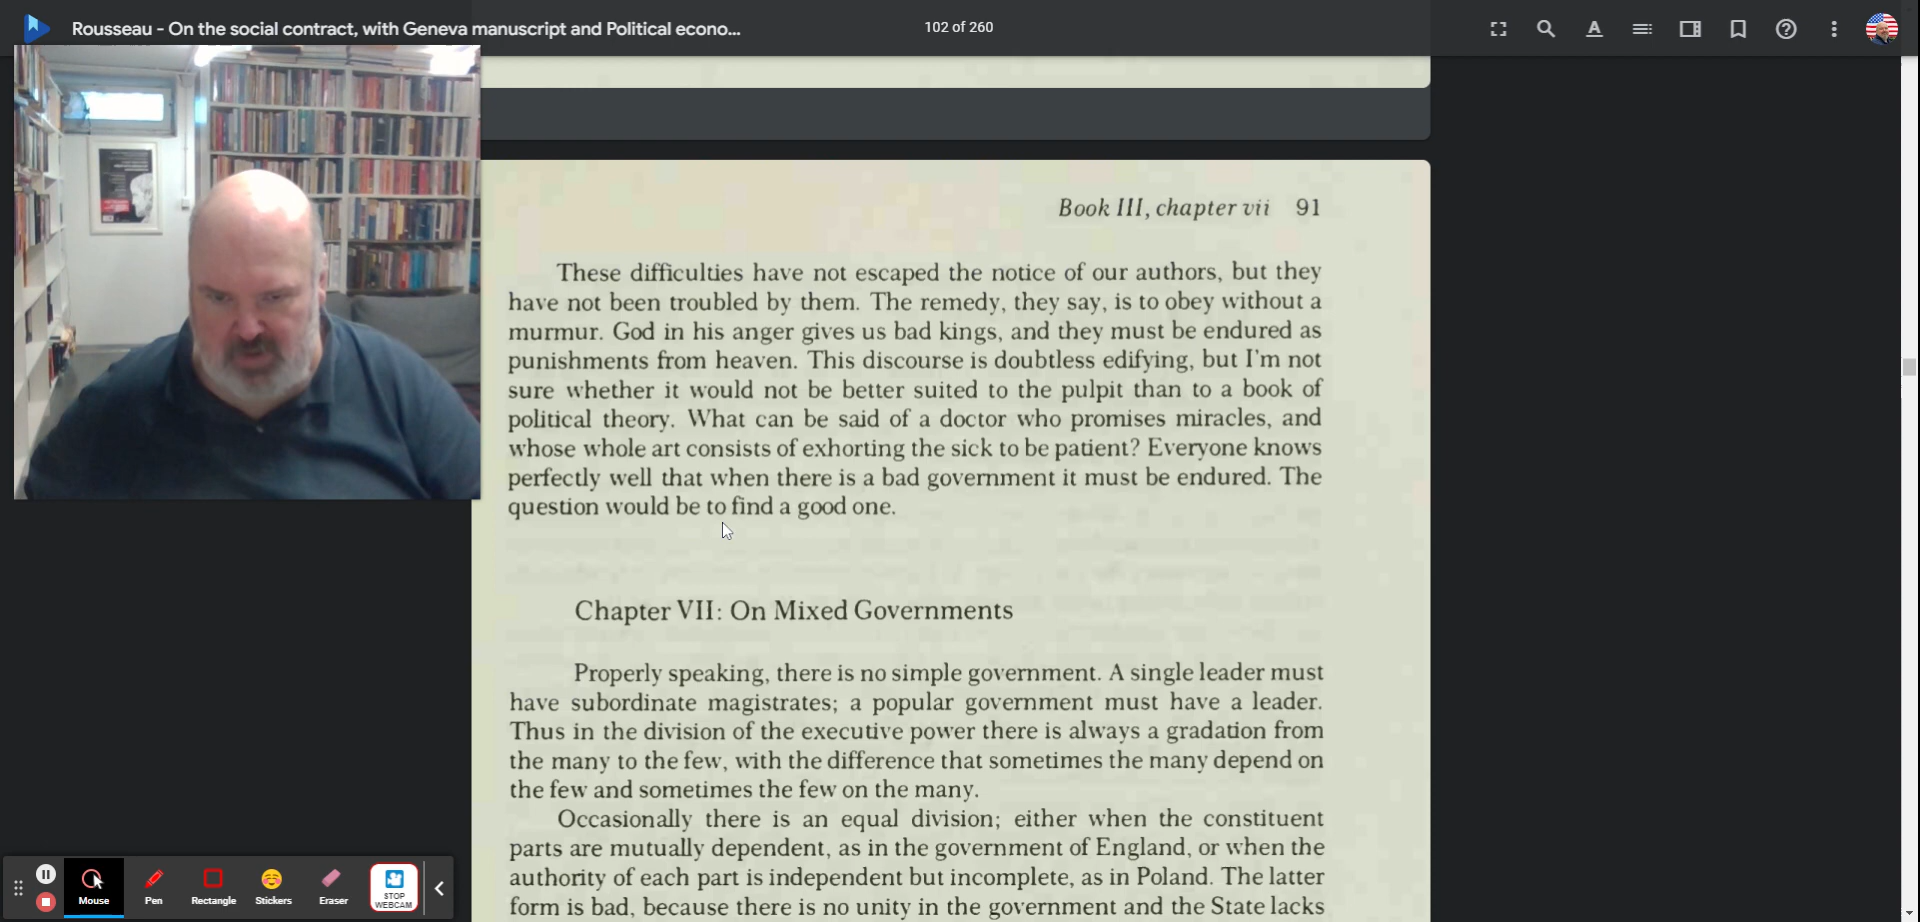 Rousseau - On the social contract, with Geneva manuscript and Political econo...
102 of 260
Book III, chapter vii 91
These difficulties have not escaped the notice of our authors, but they
have not been troubled by them. The remedy, they say, is to obey without a
murmur. God in his anger gives us bad kings, and they must be endured as
punishments from heaven. This discourse is doubtless edifying, but I'm not
sure whether it would not be better suited to the pulpit than to a book of
political theory. What can be said of a doctor who promises miracles, and
whose whole art consists of exhorting the sick to be patient? Everyone knows
perfectly well that when there is a bad government it must be endured. The
question would be to find a good one.
Chapter VII: On Mixed Governments
Properly speaking, there is no simple government. A single leader must
have subordinate magistrates; a popular government must have a leader.
Thus in the division of the executive power there is always a gradation from
the many to the few, with the difference that sometimes the many depend on
the few and sometimes the few on the many.
Occasionally there is an equal division; either when the constituent
parts are mutually dependent, as in the government of England, or when the
authority of each part is independent but incomplete, as in Poland. The latter
form is bad, because there is no unity in the government and the State lacks
Mouse
Pen
Rectangle
Stickers
Eraser
STOP
WEBCAM